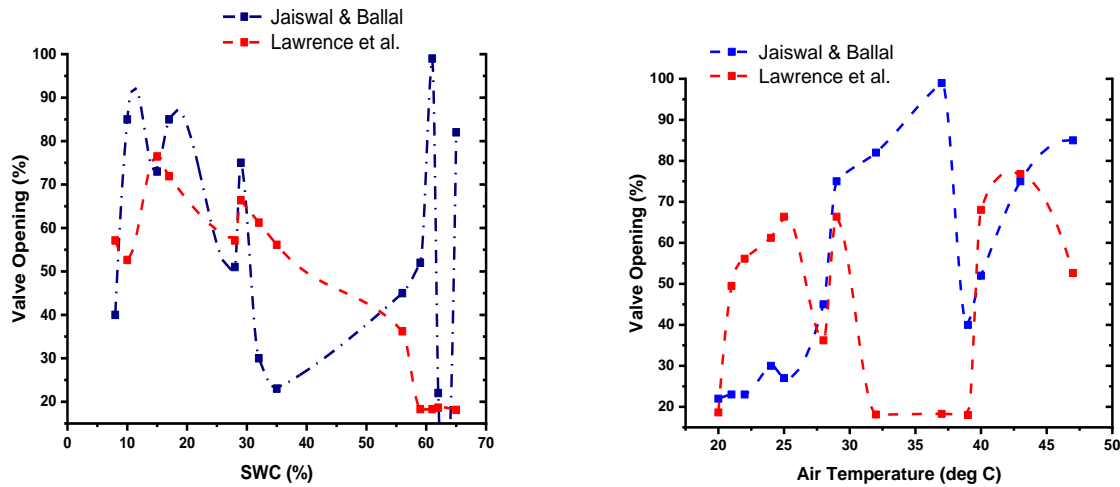 Jaiswal & Ballal
Lawrence et al.
100
90
80
70
60
50
40
30
20
Valve Opening (%)
0 10 20 30 40 50 60 70
SWC (%)
Jaiswal & Ballal
Lawrence et al.
100
90
80
70
60
50
40
30
20
Valve Opening (%)
20 25 30 35 40 45 50
Air Temperature (deg C)